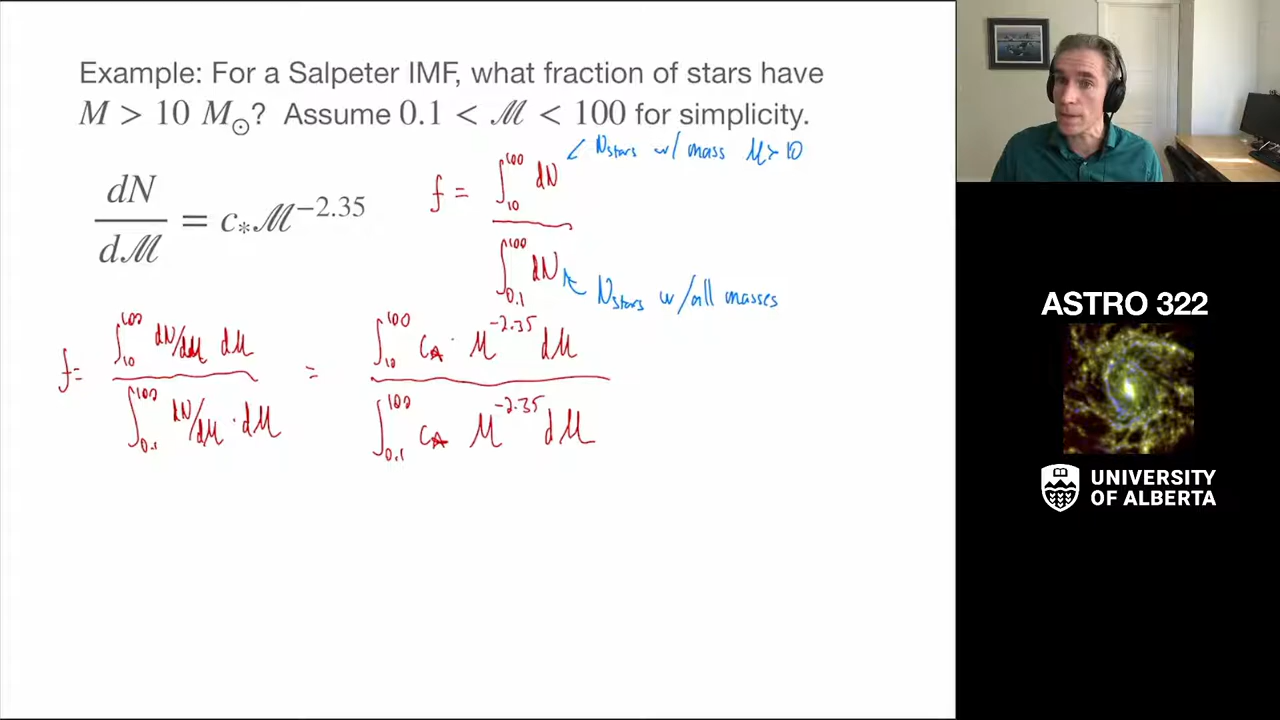 Example: For a Salpeter IMF, what fraction of stars have
M > 10 M⊙? Assume 0.1 < ℳ < 100 for simplicity.
Nstars w/ mass ℳ > 10
dN/dℳ = c*ℳ^−2.35
f = ∫_10^100 dN / ∫_0.1^100 dN
Nstars w/ all masses
f = ∫_10^100 dN/dℳ dℳ / ∫_0.1^100 dN/dℳ · dℳ = ∫_10^100 c* · ℳ^-2.35 dℳ / ∫_0.1^100 c* ℳ^-2.35 dℳ
ASTRO 322
UNIVERSITY
OF ALBERTA